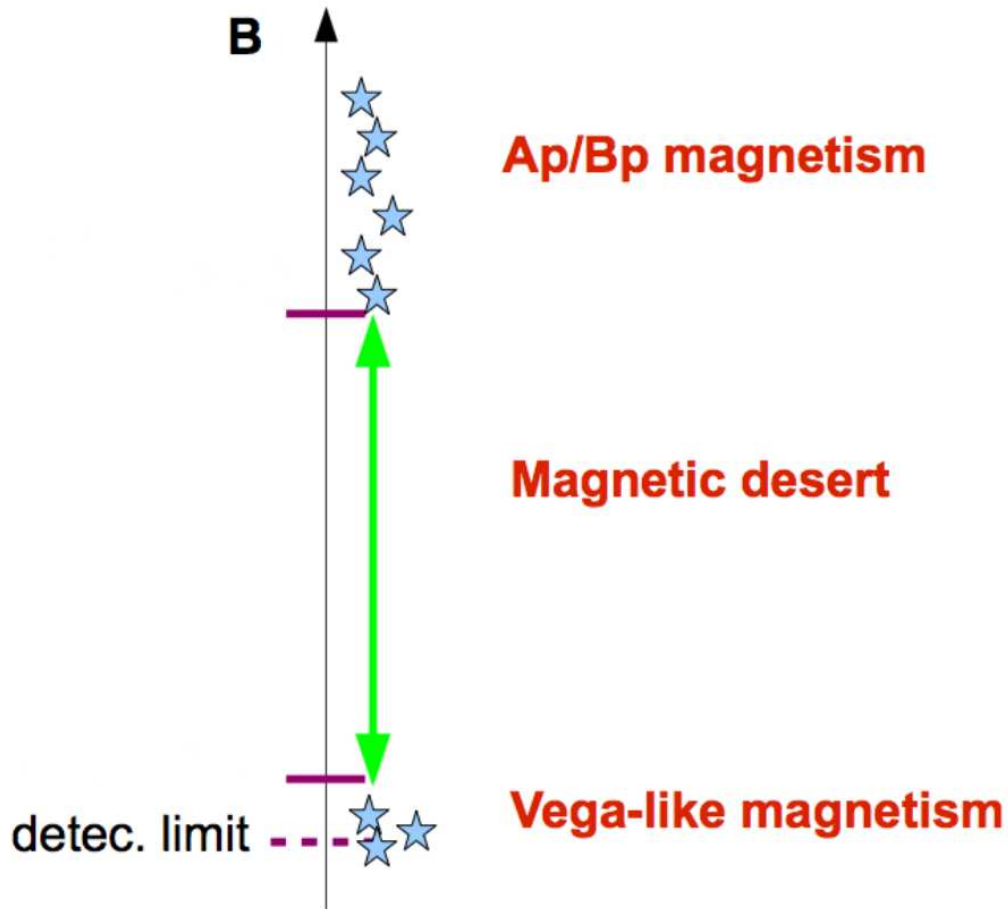 B
Ap/Bp magnetism
Magnetic desert
Vega-like magnetism
detec. limit